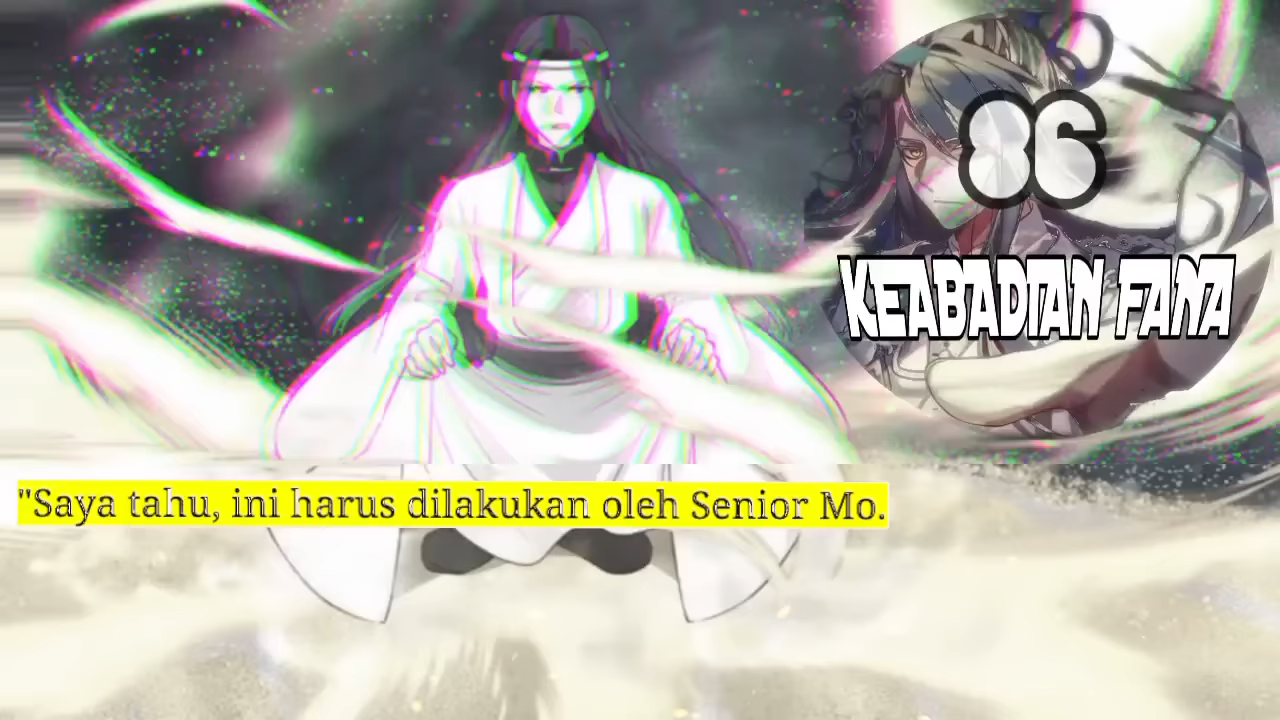 86
KEABADIAN FANA
"Saya tahu, ini harus dilakukan oleh Senior Mo.